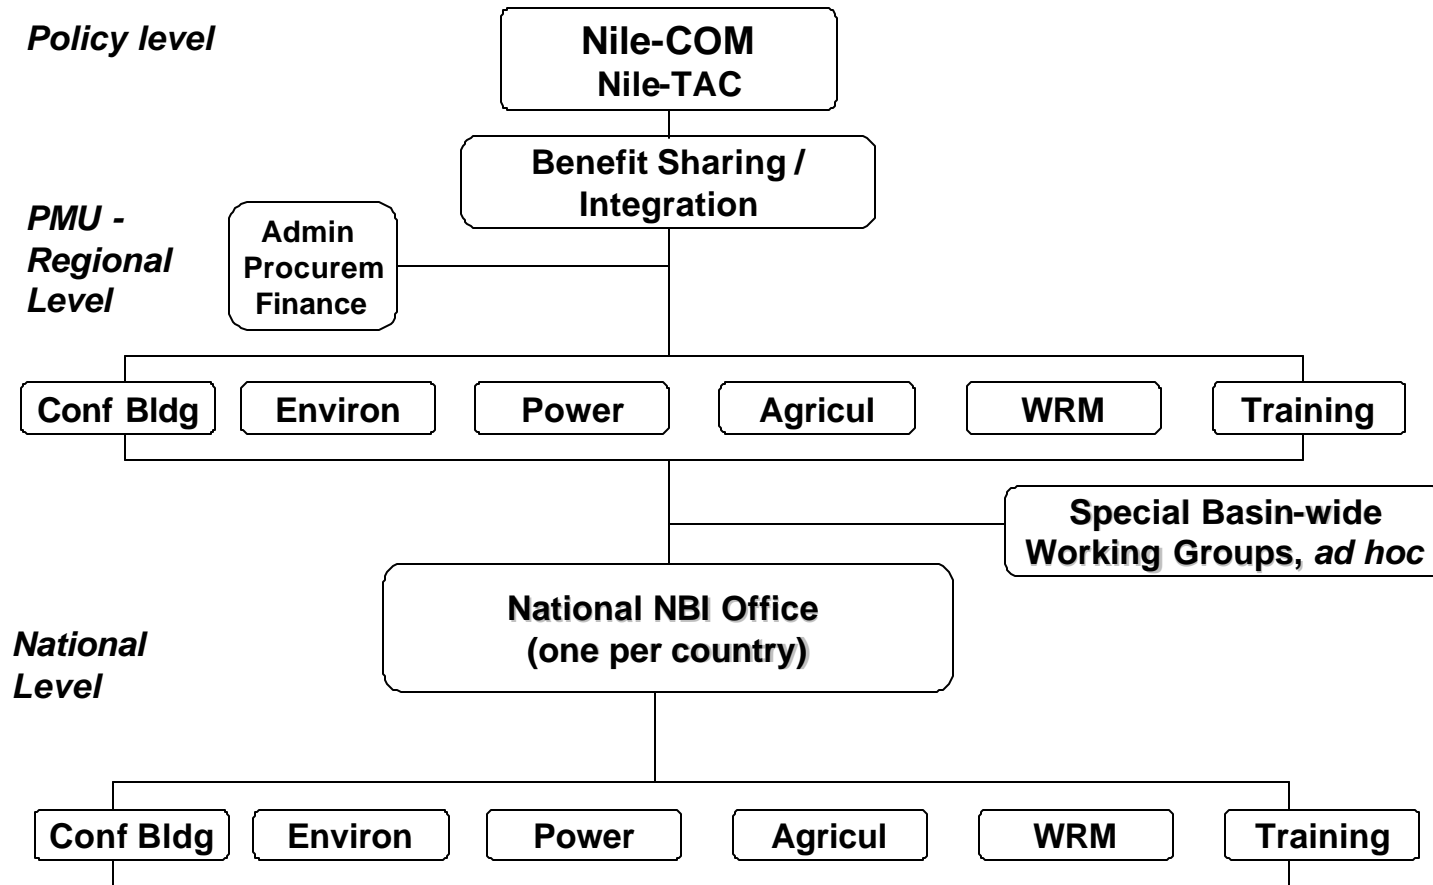 Policy level
Nile-COM
Nile-TAC
Benefit Sharing /
Integration
PMU -
Regional
Level
Admin
Procurem
Finance
Conf Bldg
Environ
Power
Agricul
WRM
Training
Special Basin-wide
Working Groups, ad hoc
National NBI Office
(one per country)
National
Level
Conf Bldg
Environ
Power
Agricul
WRM
Training